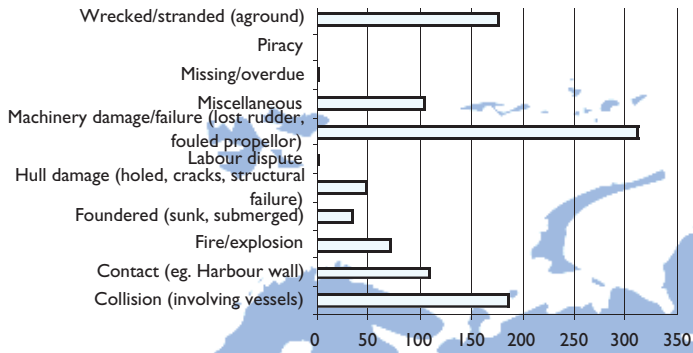 Wrecked/stranded (aground)
Piracy
Missing/overdue
Miscellaneous
Machinery damage/failure (lost rudder,
fouled propellor)
Labour dispute
Hull damage (holed, cracks, structural
failure)
Foundered (sunk, submerged)
Fire/explosion
Contact (eg. Harbour wall)
Collision (involving vessels)
0 50 100 150 200 250 300 350